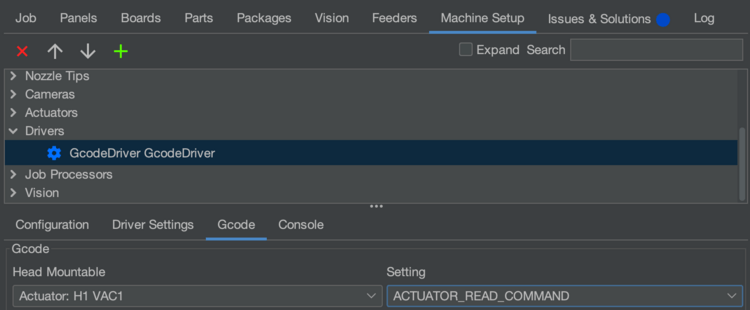 Job Panels Boards Parts Packages Vision Feeders Machine Setup Issues & Solutions Log
Expand Search
Nozzle Tips
Cameras
Actuators
Drivers
GcodeDriver GcodeDriver
Job Processors
Vision
Configuration Driver Settings Gcode Console
Gcode
Head Mountable Setting
Actuator: H1 VAC1 ACTUATOR_READ_COMMAND